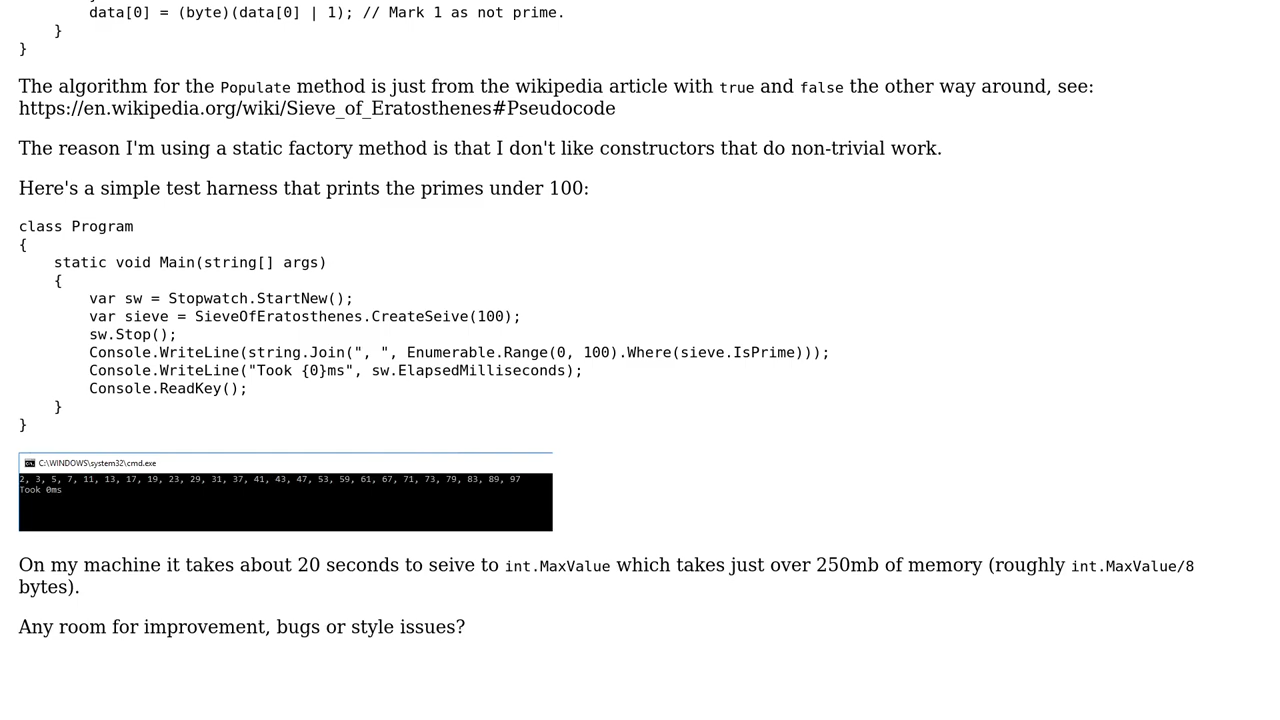 data[0] = (byte)(data[0] | 1); // Mark 1 as not prime.
}
}
The algorithm for the Populate method is just from the wikipedia article with true and false the other way around, see:
https://en.wikipedia.org/wiki/Sieve_of_Eratosthenes#Pseudocode
The reason I'm using a static factory method is that I don't like constructors that do non-trivial work.
Here's a simple test harness that prints the primes under 100:
class Program
{
    static void Main(string[] args)
    {
        var sw = Stopwatch.StartNew();
        var sieve = SieveOfEratosthenes.CreateSeive(100);
        sw.Stop();
        Console.WriteLine(string.Join(", ", Enumerable.Range(0, 100).Where(sieve.IsPrime)));
        Console.WriteLine("Took {0}ms", sw.ElapsedMilliseconds);
        Console.ReadKey();
    }
}
C:\WINDOWS\system32\cmd.exe
2, 3, 5, 7, 11, 13, 17, 19, 23, 29, 31, 37, 41, 43, 47, 53, 59, 61, 67, 71, 73, 79, 83, 89, 97
Took 0ms
On my machine it takes about 20 seconds to seive to int.MaxValue which takes just over 250mb of memory (roughly int.MaxValue/8
bytes).
Any room for improvement, bugs or style issues?